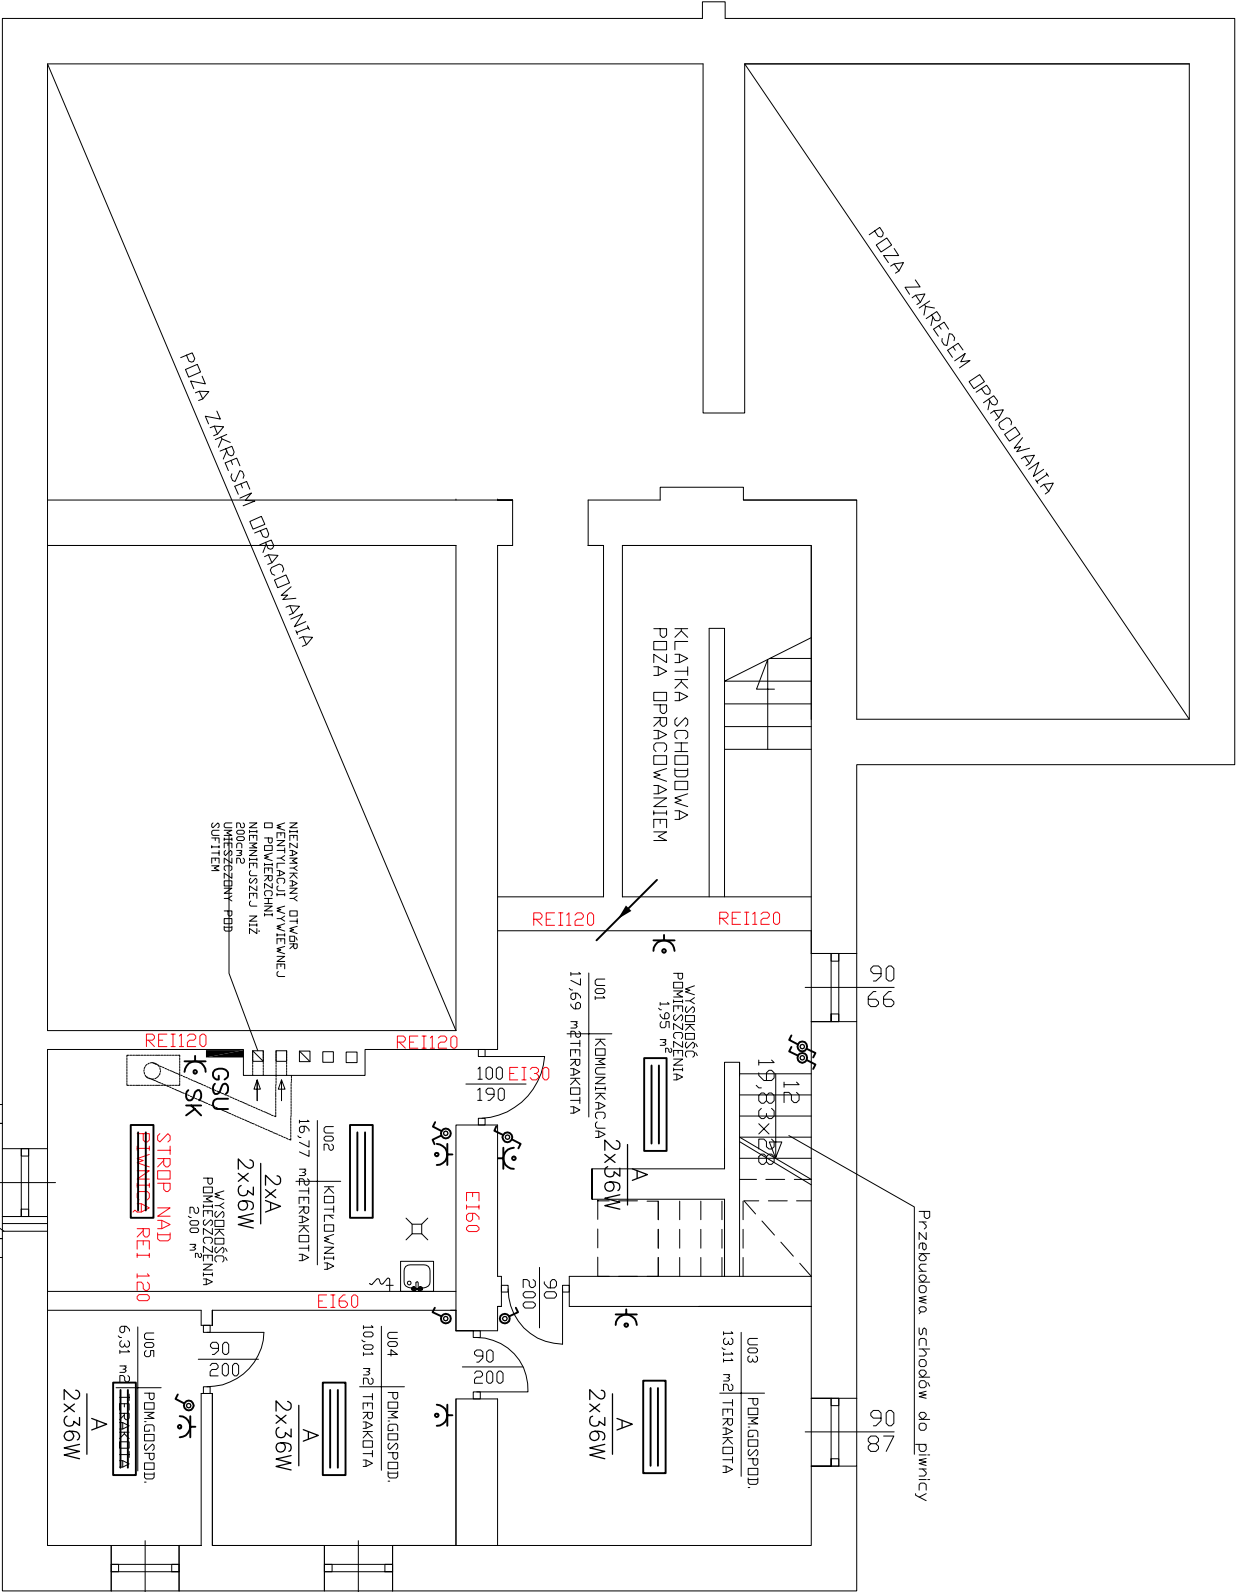 POZA ZAKRESEM OPRACOWANIA
POZA ZAKRESEM OPRACOWANIA
KLATKA SCHODOWA
POZA OPRACOWANIEM
NIEZAMYKANY OTWÓR
WENTYLACJI WYWIEWNEJ
O POWIERZCHNI
NIEMNIEJSZEJ NIŻ
200cm2
UMIESZCZONY POD
SUFITEM
REI120
REI120
REI120
REI120
90
66
WYSOKOŚĆ
POMIESZCZENIA
1,95 m²
U01 KOMUNIKACJA
17,69 m2 TERAKOTA
A
2x36W
12
19,83x28
Przebudowa schodów do piwnicy
100
190
EI30
GSU
SK
U02 KOTŁOWNIA
16,77 m2 TERAKOTA
2xA
2x36W
WYSOKOŚĆ
POMIESZCZENIA
2,00 m²
STROP NAD
PIWNICĄ REI 120
EI60
EI60
90
200
90
200
90
200
U03 POM.GOSPOD.
13,11 m2 TERAKOTA
A
2x36W
90
87
U04 POM.GOSPOD.
10,01 m2 TERAKOTA
A
2x36W
U05 POM.GOSPOD.
6,31 m2 TERAKOTA
A
2x36W